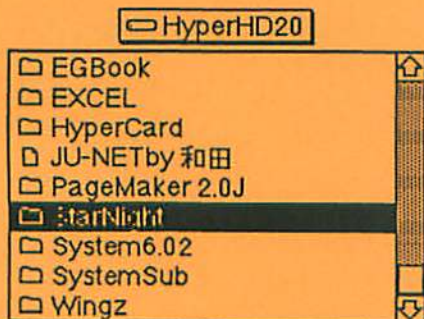 HyperHD20
EGBook
EXCEL
HyperCard
JU-NETby 和田
PageMaker 2.0J
StarNight
System6.02
SystemSub
Wingz